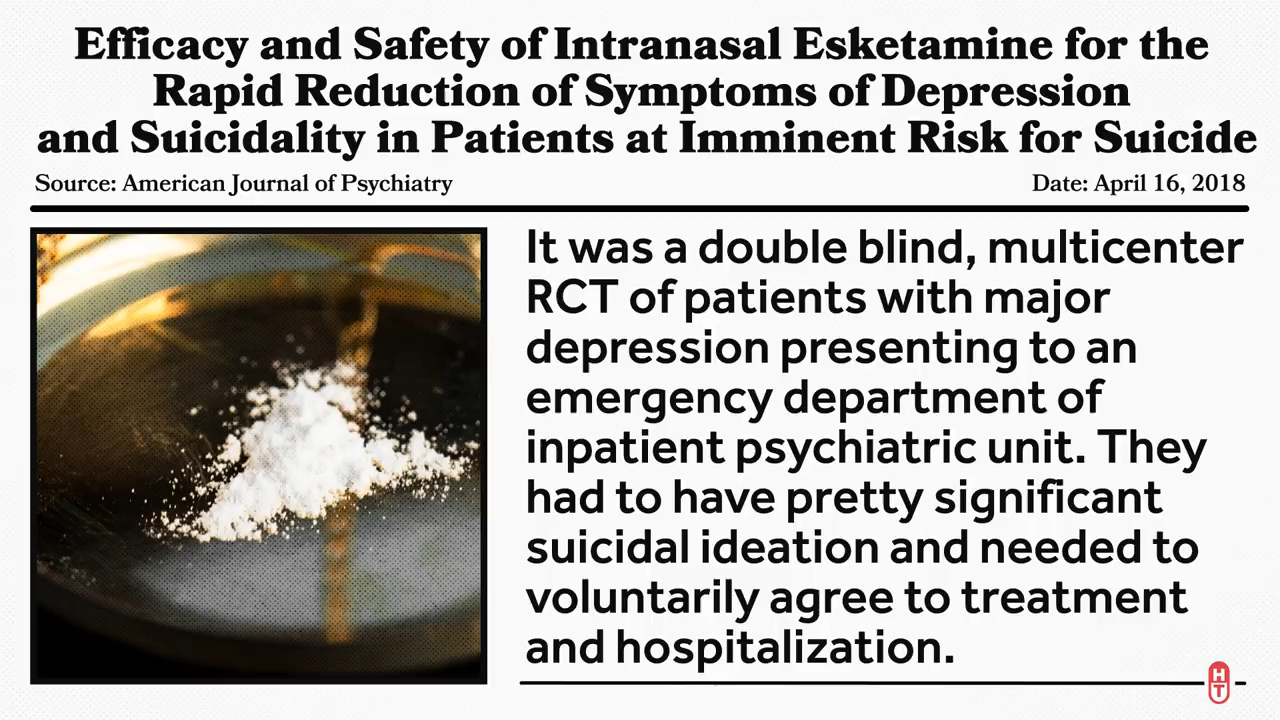 Efficacy and Safety of Intranasal Esketamine for the
Rapid Reduction of Symptoms of Depression
and Suicidality in Patients at Imminent Risk for Suicide
Source: American Journal of Psychiatry
Date: April 16, 2018
It was a double blind, multicenter
RCT of patients with major
depression presenting to an
emergency department of
inpatient psychiatric unit. They
had to have pretty significant
suicidal ideation and needed to
voluntarily agree to treatment
and hospitalization.
H
T